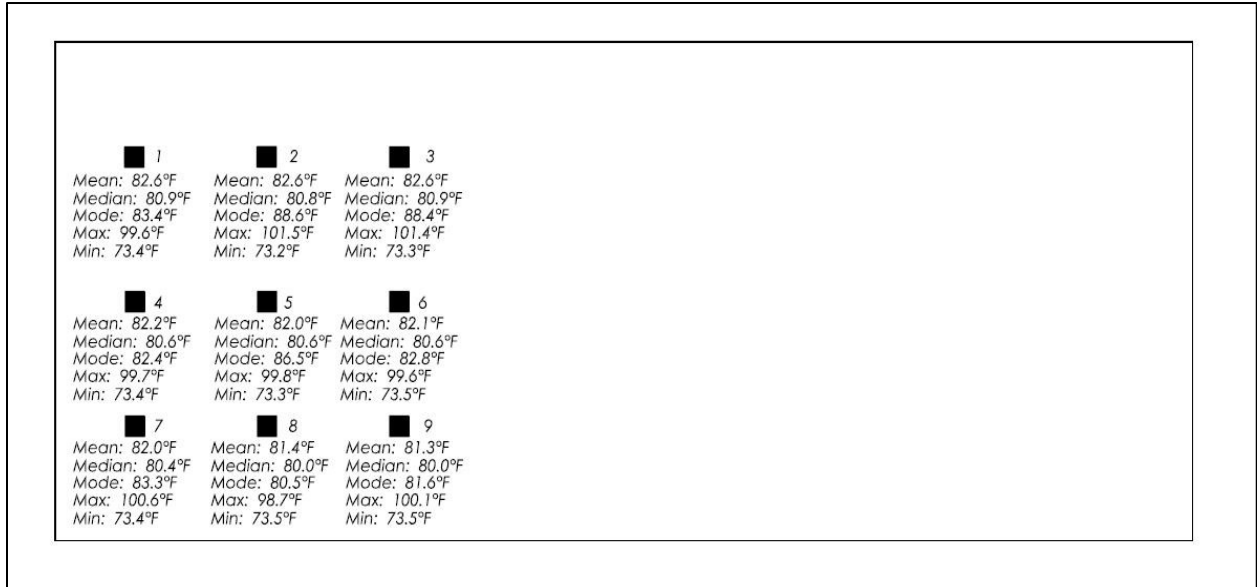 1
Mean: 82.6°F
Median: 80.9°F
Mode: 83.4°F
Max: 99.6°F
Min: 73.4°F
2
Mean: 82.6°F
Median: 80.8°F
Mode: 88.6°F
Max: 101.5°F
Min: 73.2°F
3
Mean: 82.6°F
Median: 80.9°F
Mode: 88.4°F
Max: 101.4°F
Min: 73.3°F
4
Mean: 82.2°F
Median: 80.6°F
Mode: 82.4°F
Max: 99.7°F
Min: 73.4°F
5
Mean: 82.0°F
Median: 80.6°F
Mode: 86.5°F
Max: 99.8°F
Min: 73.3°F
6
Mean: 82.1°F
Median: 80.6°F
Mode: 82.8°F
Max: 99.6°F
Min: 73.5°F
7
Mean: 82.0°F
Median: 80.4°F
Mode: 83.3°F
Max: 100.6°F
Min: 73.4°F
8
Mean: 81.4°F
Median: 80.0°F
Mode: 80.5°F
Max: 98.7°F
Min: 73.5°F
9
Mean: 81.3°F
Median: 80.0°F
Mode: 81.6°F
Max: 100.1°F
Min: 73.5°F